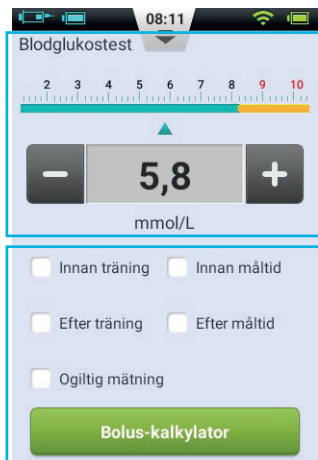 08:11
Blodglukostest
2 3 4 5 6 7 8 9 10
− 5,8 +
mmol/L
Innan träning Innan måltid
Efter träning Efter måltid
Ogiltig mätning
Bolus-kalkylator